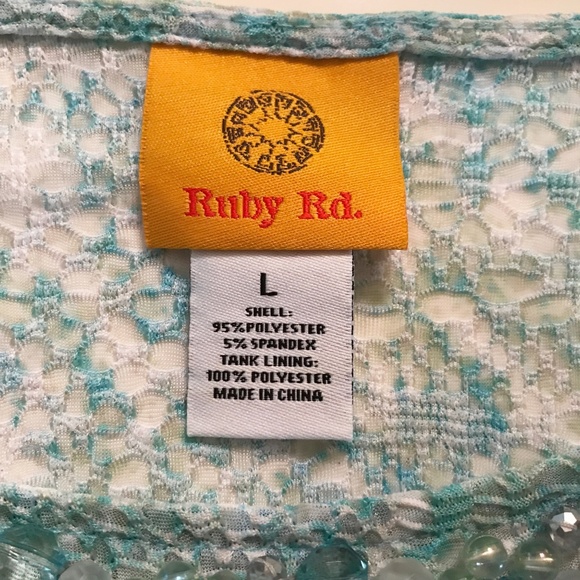 Ruby Rd.
L
SHELL:
95%POLYESTER
5% SPANDEX
TANK LINING:
100% POLYESTER
MADE IN CHINA